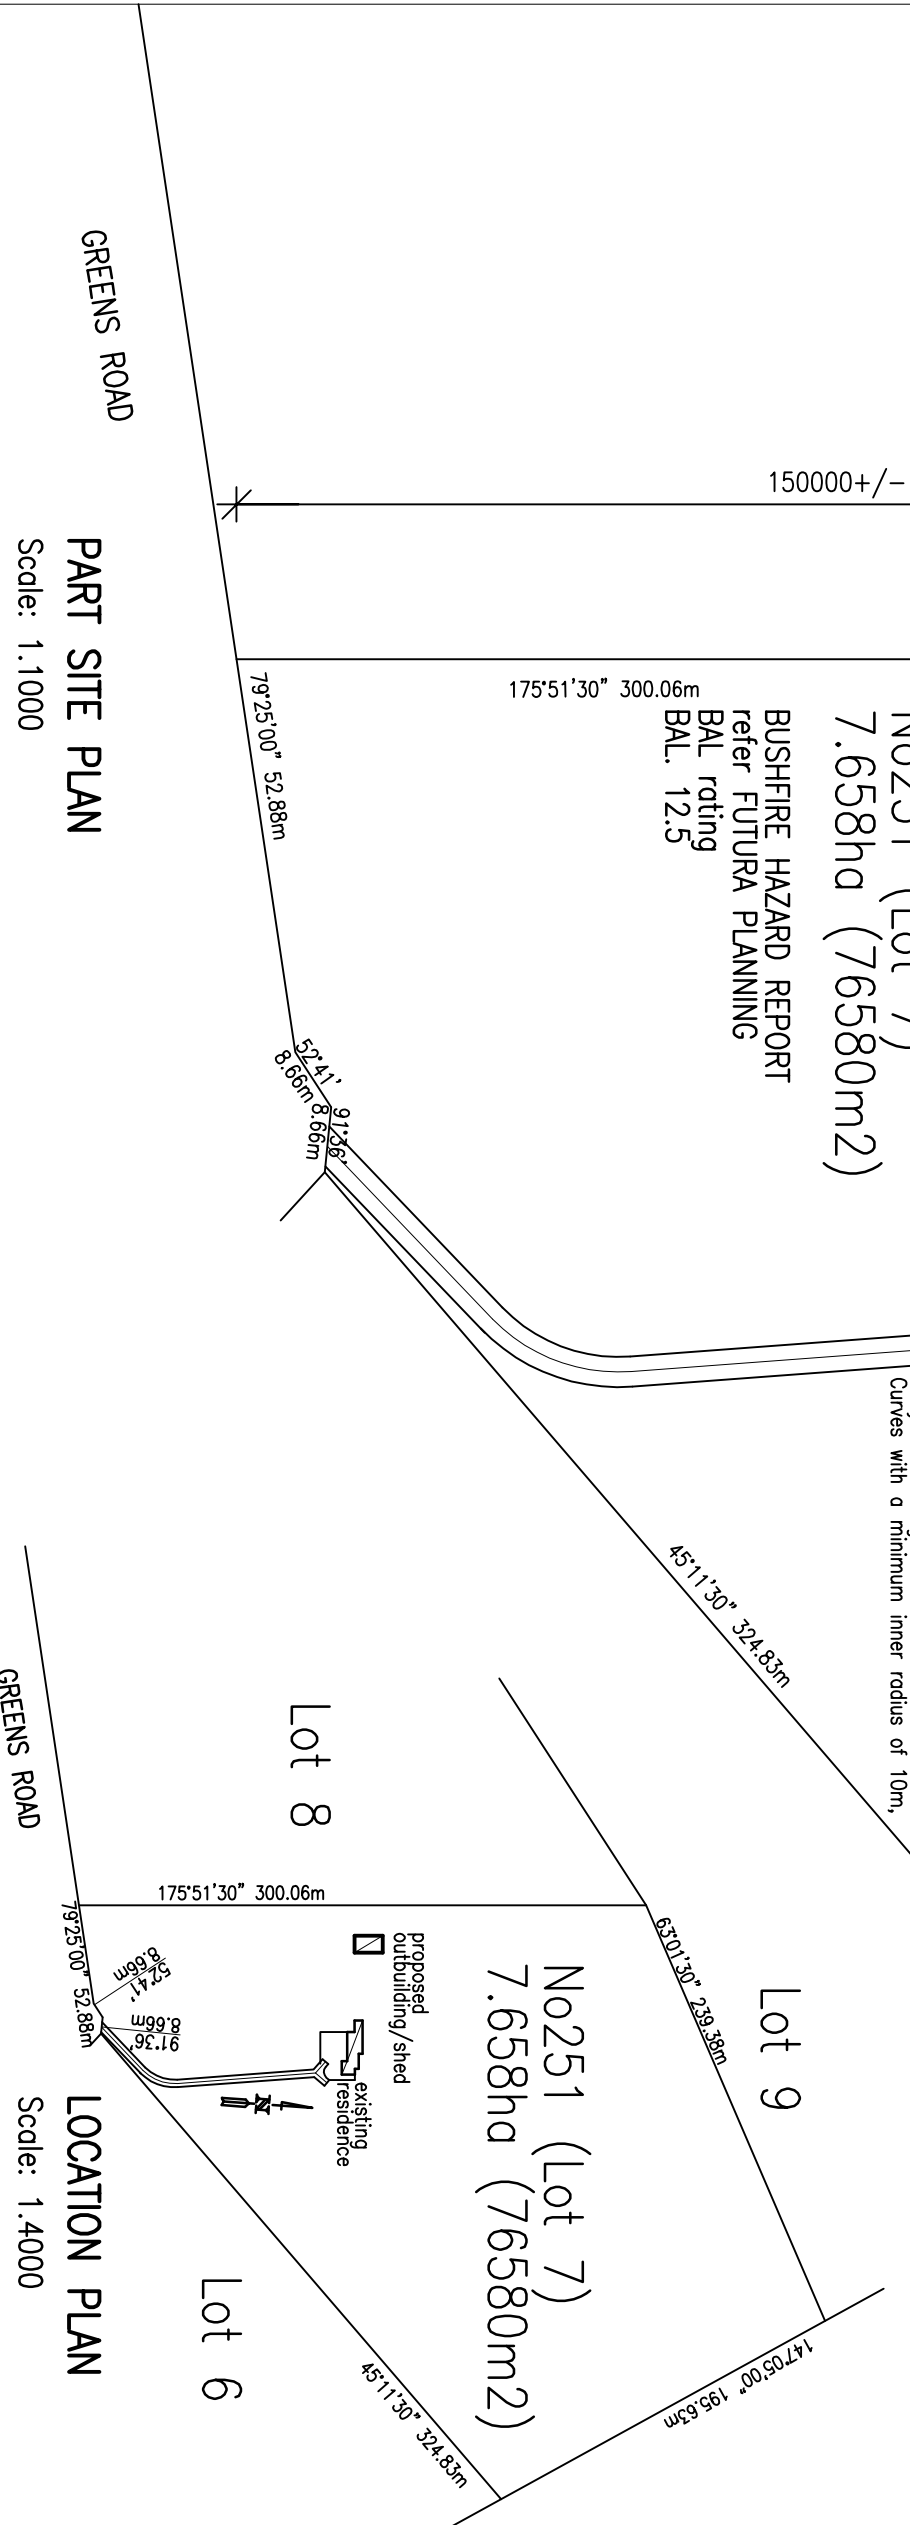 150000+/-
175°51'30" 300.06m
No251 (Lot 7)
7.658ha (76580m2)
BUSHFIRE HAZARD REPORT
refer FUTURA PLANNING
BAL rating
BAL. 12.5
GREENS ROAD
79°25'00" 52.88m
52°41'
8.66m
91°36'
8.66m
45°11'30" 324.83m
Curves with a minimum inner radius of 10m,
PART SITE PLAN
Scale: 1.1000
Lot 9
63°01'30" 239.38m
147°05'00" 195.63m
No251 (Lot 7)
7.658ha (76580m2)
Lot 8
175°51'30" 300.06m
proposed
outbuilding/shed
existing
residence
N
Lot 6
45°11'30" 324.83m
52°41'
8.66m
91°36'
8.66m
79°25'00" 52.88m
GREENS ROAD
LOCATION PLAN
Scale: 1.4000